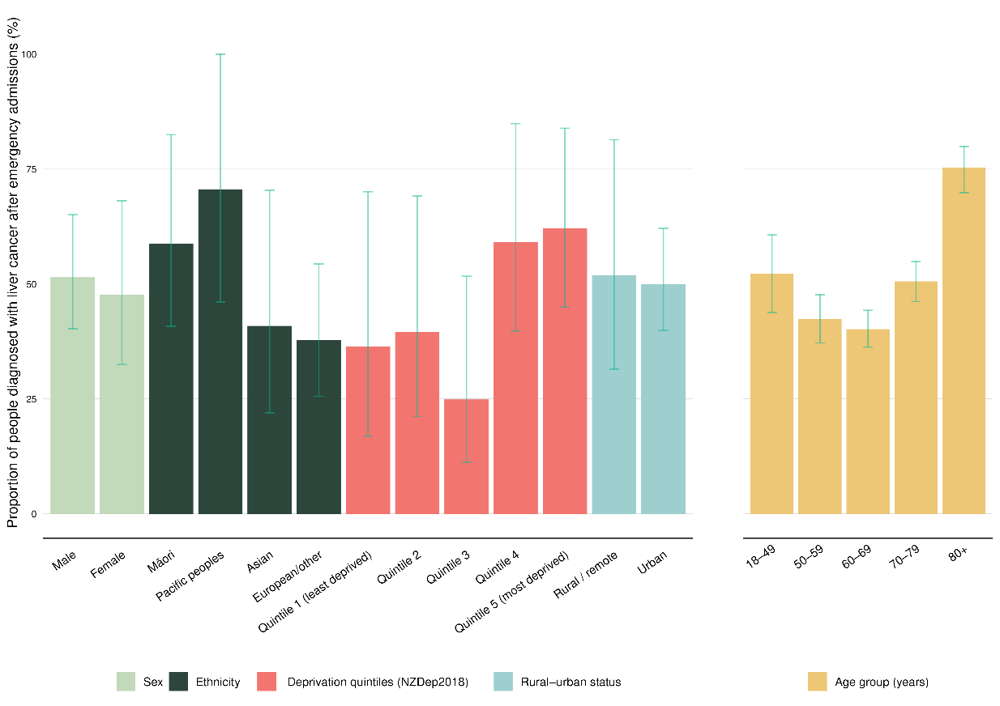 Proportion of people diagnosed with liver cancer after emergency admissions (%)
100
75
50
25
0
Male
Female
Māori
Pacific peoples
Asian
European/other
Quintile 1 (least deprived)
Quintile 2
Quintile 3
Quintile 4
Quintile 5 (most deprived)
Rural / remote
Urban
18–49
50–59
60–69
70–79
80+
Sex
Ethnicity
Deprivation quintiles (NZDep2018)
Rural–urban status
Age group (years)